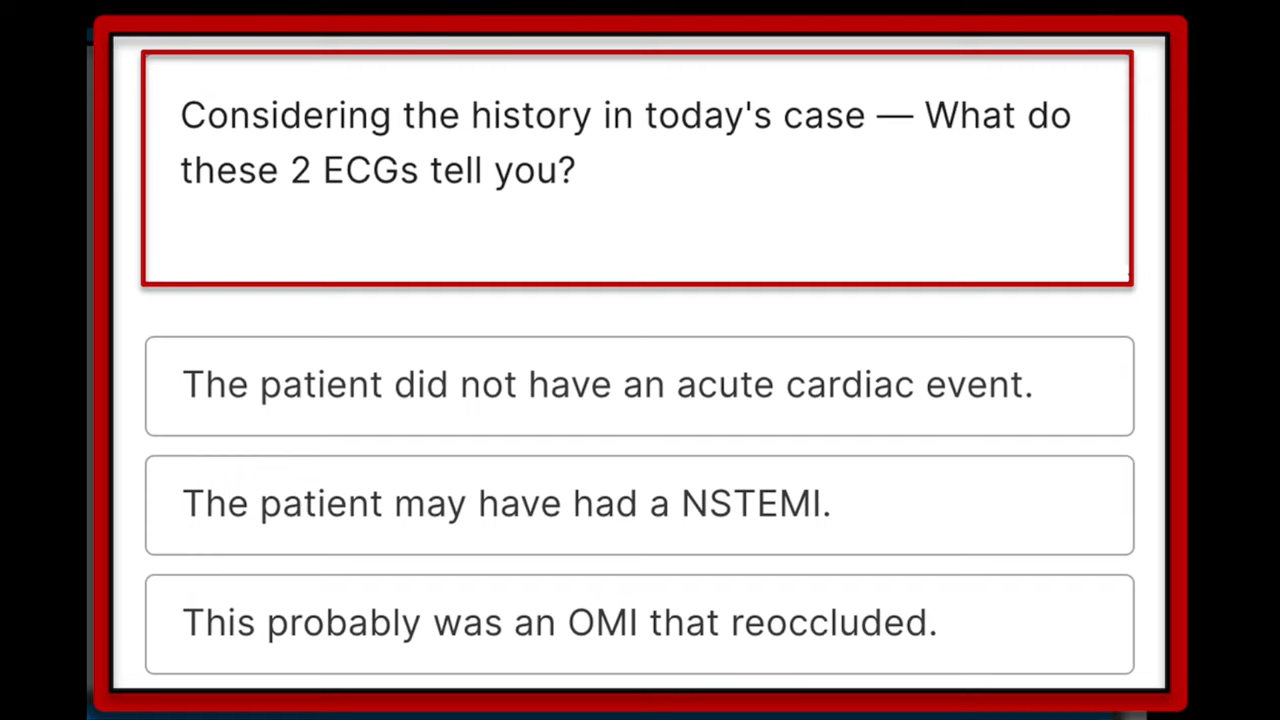 Considering the history in today's case — What do
these 2 ECGs tell you?
The patient did not have an acute cardiac event.
The patient may have had a NSTEMI.
This probably was an OMI that reoccluded.